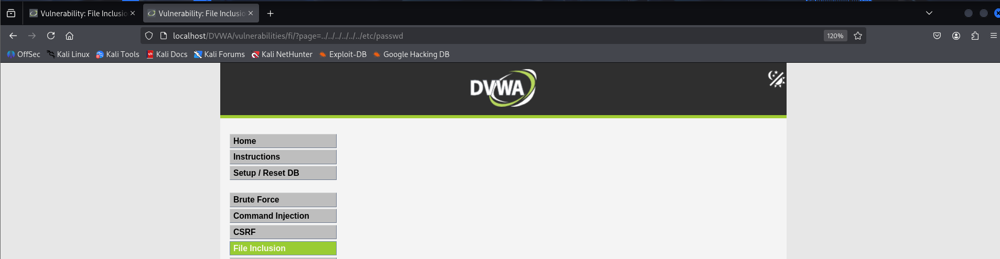 Vulnerability: File Inclusio
Vulnerability: File Inclusio
localhost/DVWA/vulnerabilities/fi/?page=../../../../../../etc/passwd
120%
OffSec Kali Linux Kali Tools Kali Docs Kali Forums Kali NetHunter Exploit-DB Google Hacking DB
DVWA
Home
Instructions
Setup / Reset DB
Brute Force
Command Injection
CSRF
File Inclusion